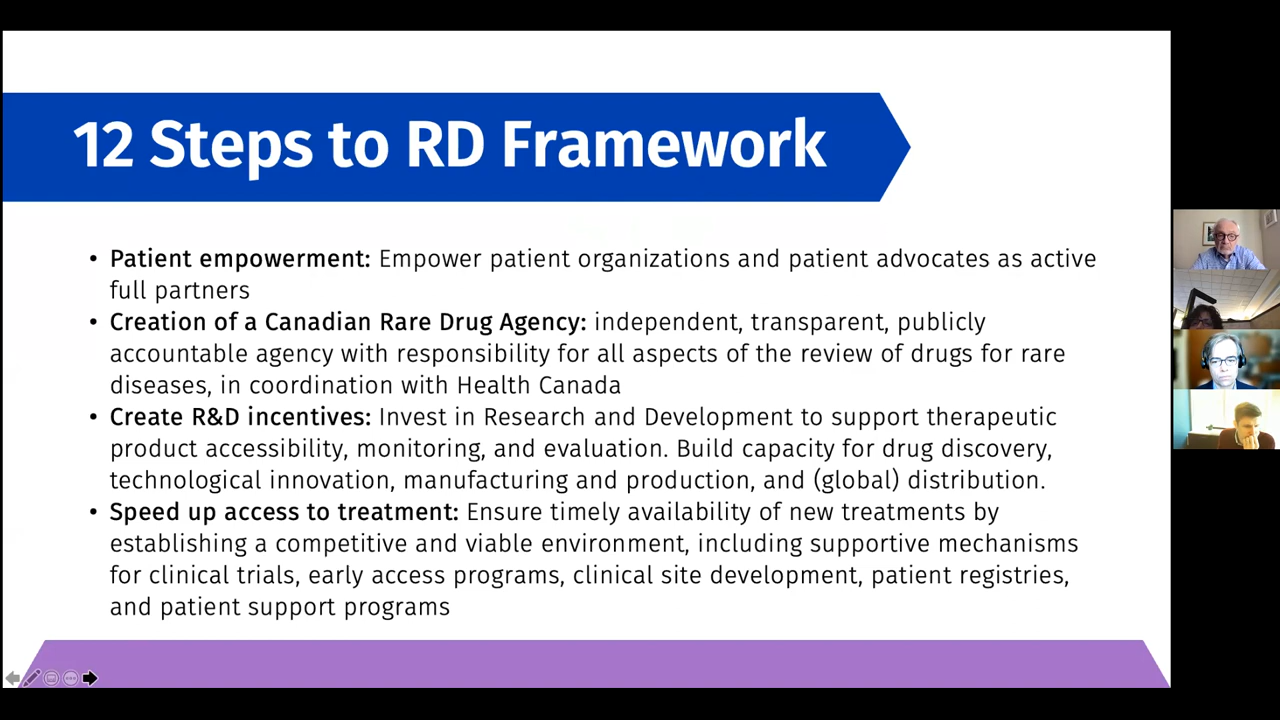 12 Steps to RD Framework
• Patient empowerment: Empower patient organizations and patient advocates as active
full partners
• Creation of a Canadian Rare Drug Agency: independent, transparent, publicly
accountable agency with responsibility for all aspects of the review of drugs for rare
diseases, in coordination with Health Canada
• Create R&D incentives: Invest in Research and Development to support therapeutic
product accessibility, monitoring, and evaluation. Build capacity for drug discovery,
technological innovation, manufacturing and production, and (global) distribution.
• Speed up access to treatment: Ensure timely availability of new treatments by
establishing a competitive and viable environment, including supportive mechanisms
for clinical trials, early access programs, clinical site development, patient registries,
and patient support programs